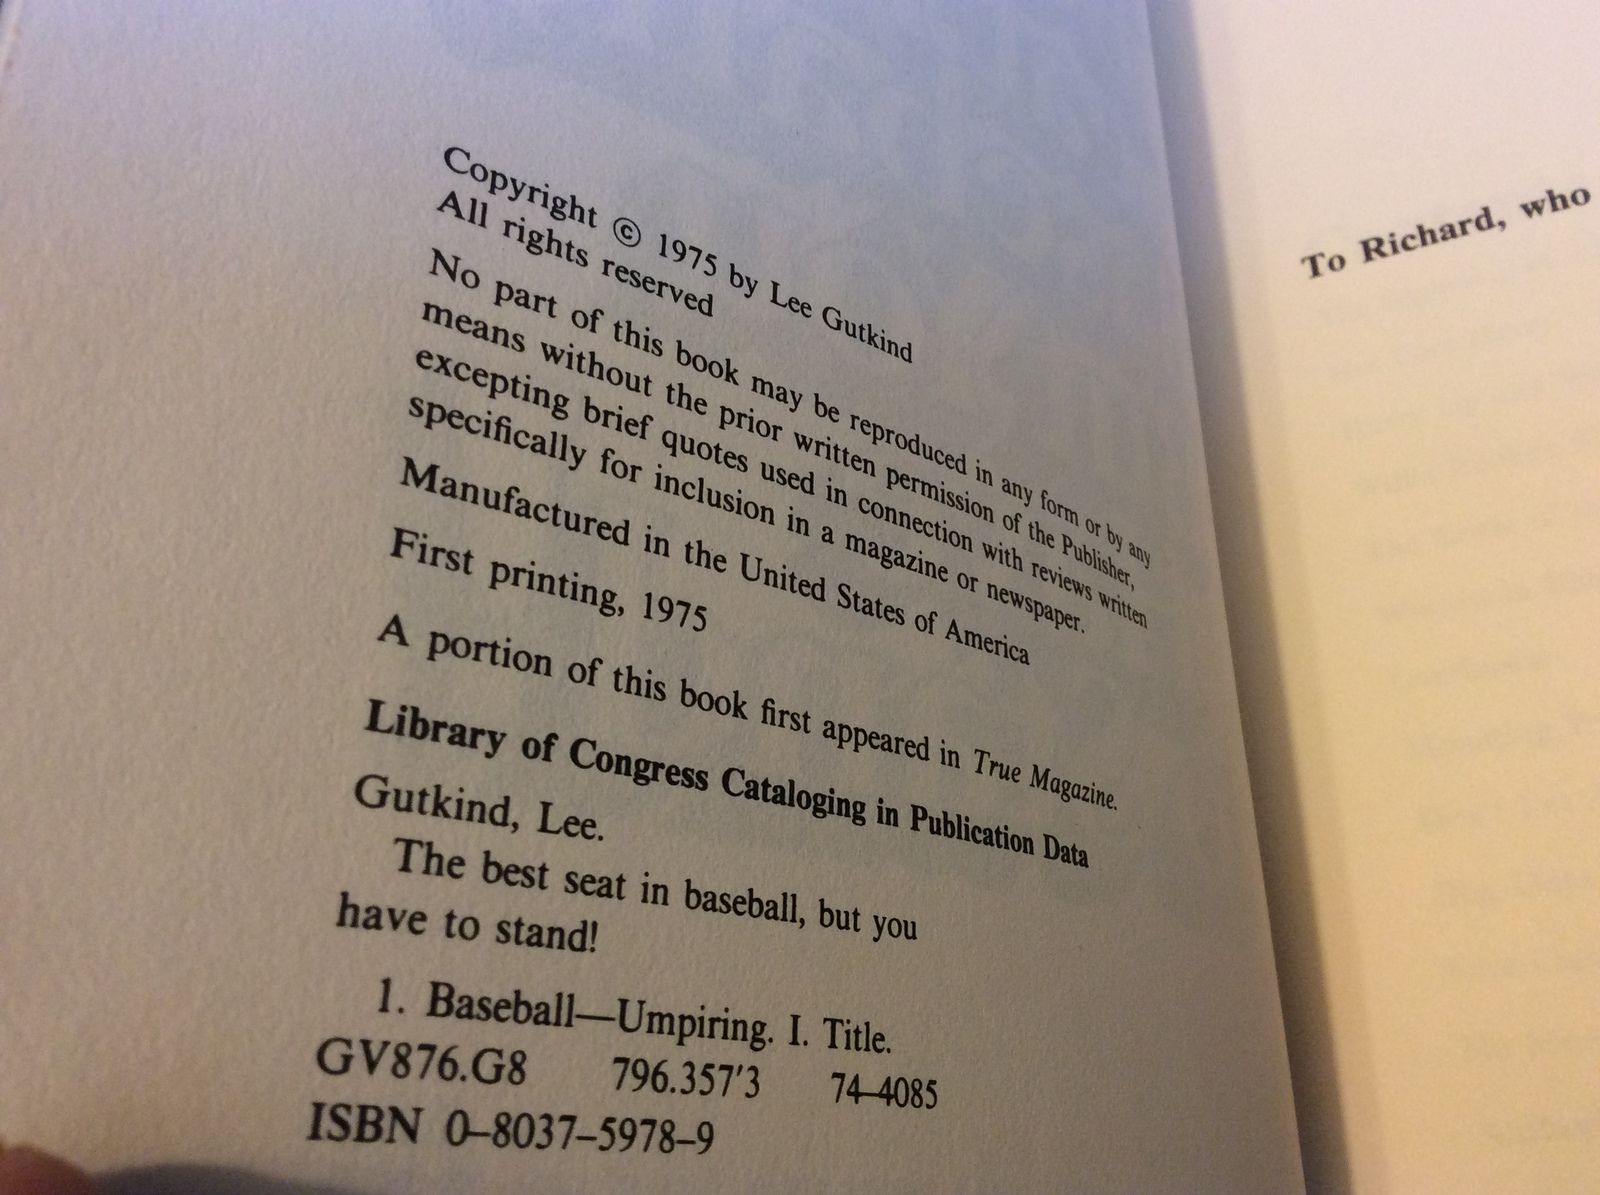 Copyright © 1975 by Lee Gutkind
All rights reserved
No part of this book may be reproduced in any form or by any
means without the prior written permission of the Publisher,
excepting brief quotes used in connection with reviews written
specifically for inclusion in a magazine or newspaper.
Manufactured in the United States of America
First printing, 1975
A portion of this book first appeared in True Magazine.
Library of Congress Cataloging in Publication Data
Gutkind, Lee.
The best seat in baseball, but you
have to stand!
1. Baseball—Umpiring. I. Title.
GV876.G8 796.357'3 74–4085
ISBN 0–8037–5978–9
To Richard, who